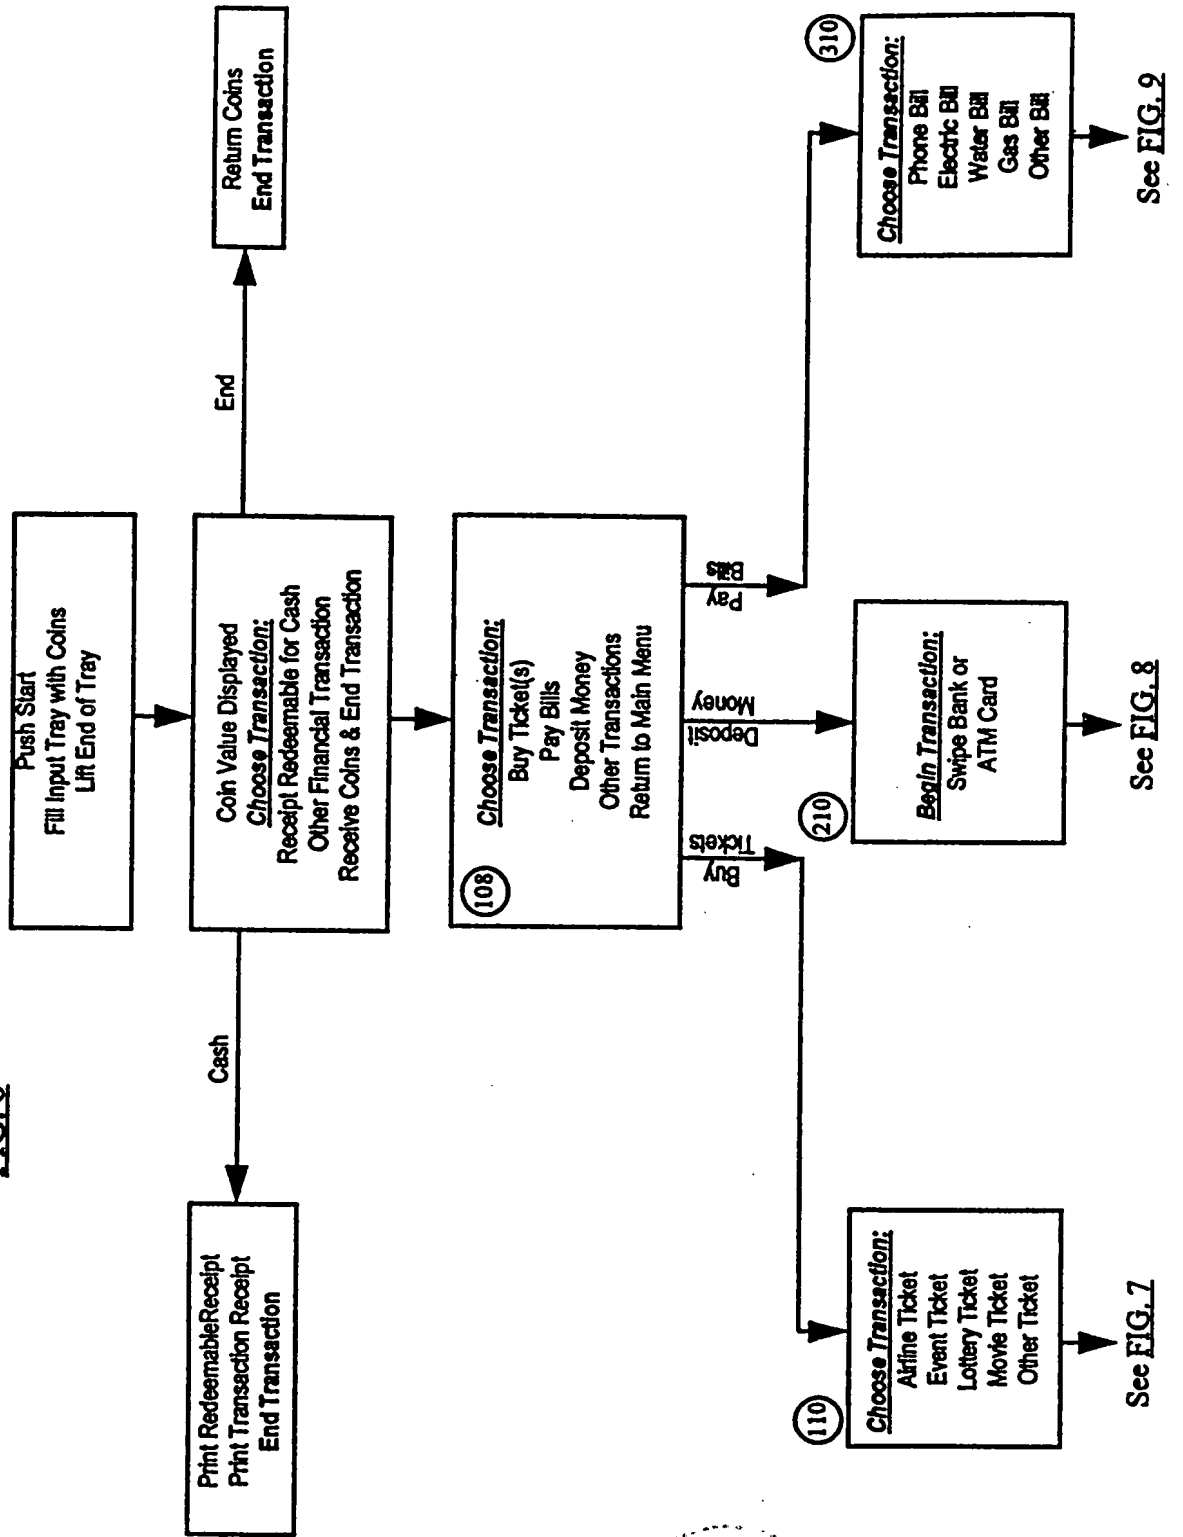 Push Start
Fill Input Tray with Coins
Lift End of Tray
Coin Value Displayed
Choose Transaction:
Receipt Redeemable for Cash
Other Financial Transaction
Receive Coins & End Transaction
Cash
Print RedeemableReceipt
Print Transaction Receipt
End Transaction
End
Return Coins
End Transaction
108
Choose Transaction:
Buy Ticket(s)
Pay Bills
Deposit Money
Other Transactions
Return to Main Menu
Buy
Tickets
Deposit
Money
Pay
Bills
110
Choose Transaction:
Airline Ticket
Event Ticket
Lottery Ticket
Movie Ticket
Other Ticket
See FIG. 7
210
Begin Transaction:
Swipe Bank or
ATM Card
See FIG. 8
310
Choose Transaction:
Phone Bill
Electric Bill
Water Bill
Gas Bill
Other Bill
See FIG. 9